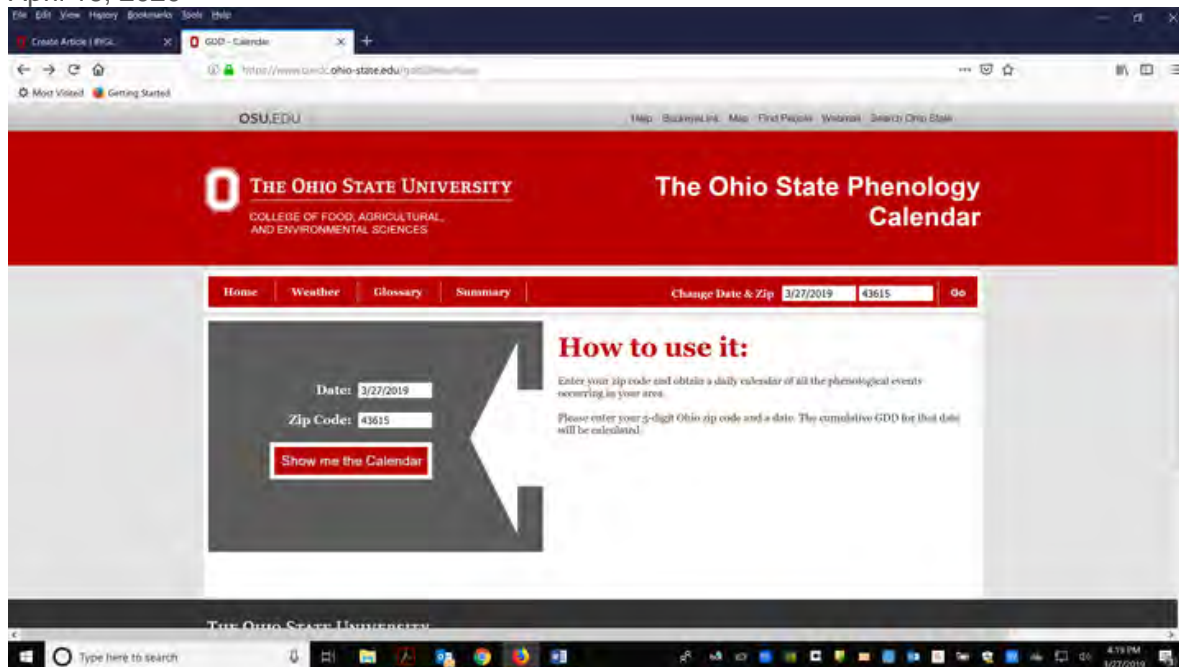 File Edit View History Bookmarks Tools Help
Create Article |
GDD - Calendar
ohio-state.edu
Most Visited Getting Started
OSU.EDU
Help BuckeyeLink Map Find People Webmail Search Ohio State
THE OHIO STATE UNIVERSITY
COLLEGE OF FOOD, AGRICULTURAL,
AND ENVIRONMENTAL SCIENCES
The Ohio State Phenology
Calendar
Home Weather Glossary Summary
Change Date & Zip 3/27/2019 43615 Go
Date: 3/27/2019
Zip Code: 43615
Show me the Calendar
How to use it:
Enter your zip code and obtain a daily calendar of all the phenological events
occurring in your area.
Please enter your 5-digit Ohio zip code and a date. The cumulative GDD for that date
will be calculated.
THE OHIO STATE UNIVERSITY
Type here to search
4:19 PM
3/27/2019